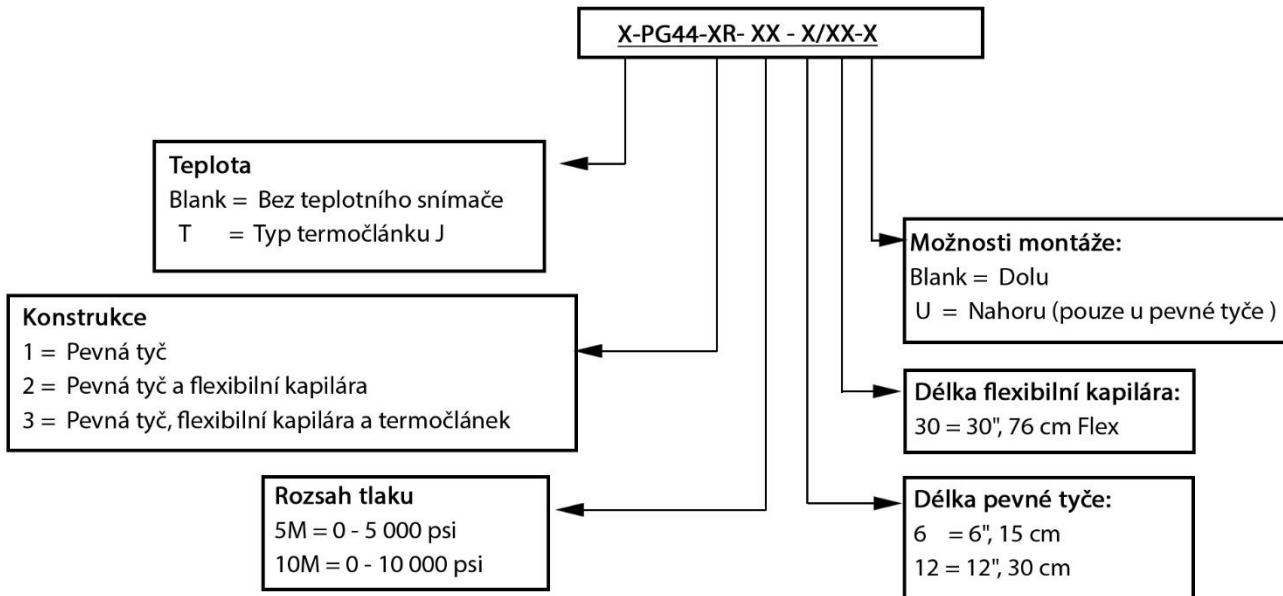 X-PG44-XR- XX - X/XX-X
Teplota
Blank = Bez teplotního snímače
T = Typ termočlánku J
Možnosti montáže:
Blank = Dolu
U = Nahoru (pouze u pevné tyče )
Konstrukce
1 = Pevná tyč
2 = Pevná tyč a flexibilní kapilára
3 = Pevná tyč, flexibilní kapilára a termočlánek
Délka flexibilní kapilára:
30 = 30", 76 cm Flex
Rozsah tlaku
5M = 0 - 5 000 psi
10M = 0 - 10 000 psi
Délka pevné tyče:
6 = 6", 15 cm
12 = 12", 30 cm